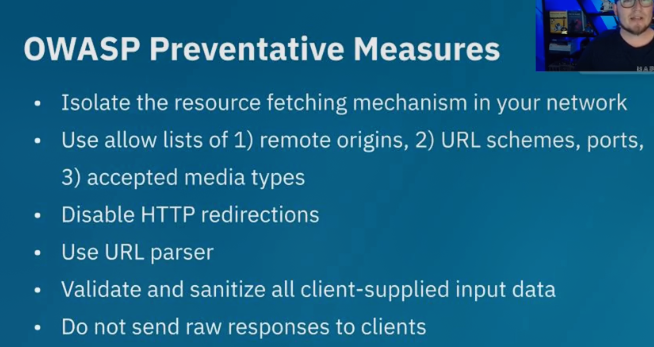 OWASP Preventative Measures
• Isolate the resource fetching mechanism in your network
• Use allow lists of 1) remote origins, 2) URL schemes, ports,
3) accepted media types
• Disable HTTP redirections
• Use URL parser
• Validate and sanitize all client-supplied input data
• Do not send raw responses to clients